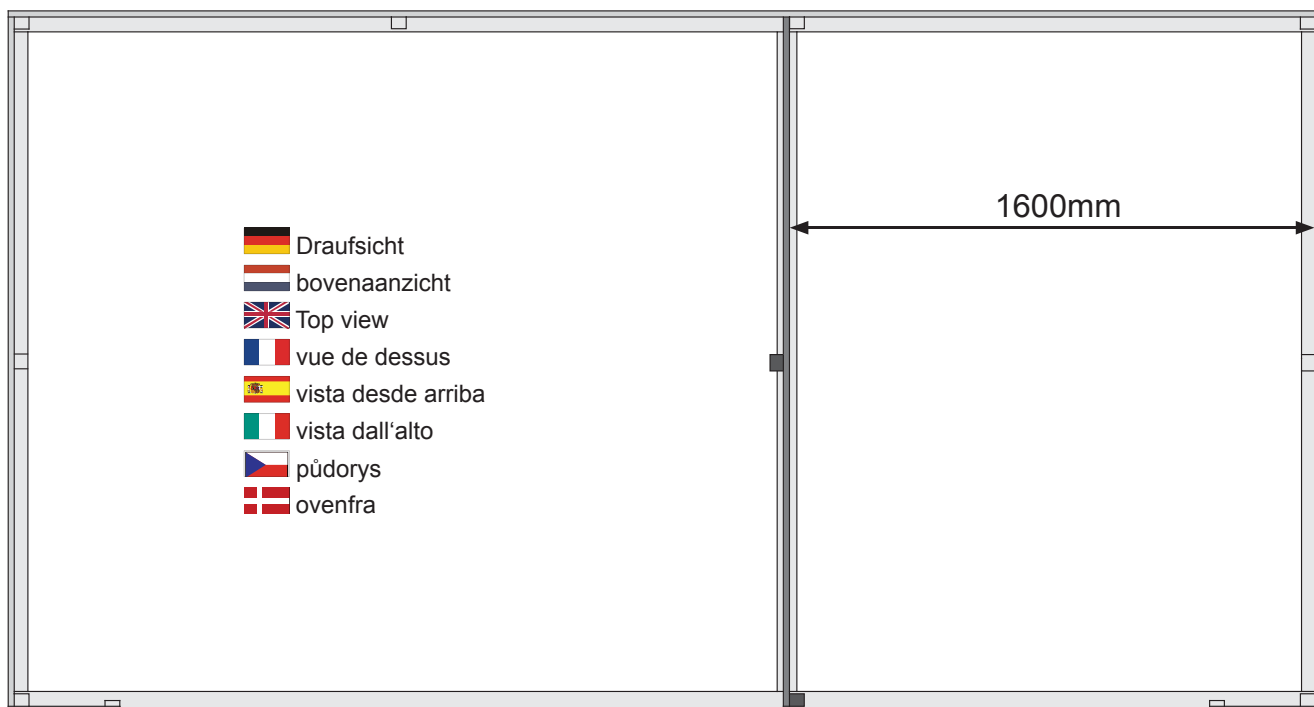 1600mm
Draufsicht
bovenaanzicht
Top view
vue de dessus
vista desde arriba
vista dall‘alto
půdorys
ovenfra